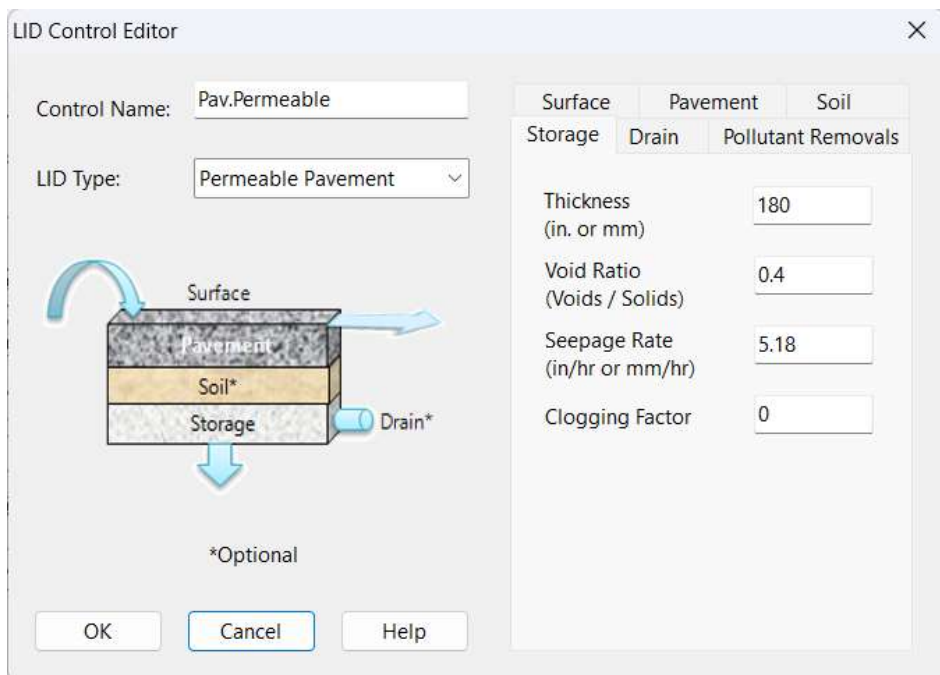 LID Control Editor
Control Name: Pav.Permeable
LID Type: Permeable Pavement
Surface
Pavement
Soil*
Storage
Drain*
*Optional
OK Cancel Help
Surface Pavement Soil
Storage Drain Pollutant Removals
Thickness
(in. or mm) 180
Void Ratio
(Voids / Solids) 0.4
Seepage Rate
(in/hr or mm/hr) 5.18
Clogging Factor 0